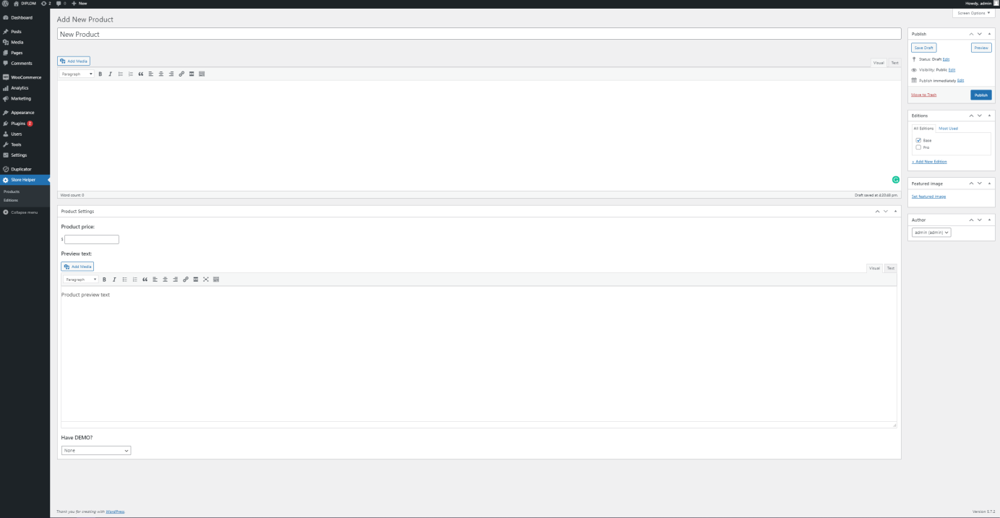 DIPLOM 2 0 New
Howdy, admin
Screen Options ▼
Dashboard
Posts
Media
Pages
Comments
WooCommerce
Analytics
Marketing
Appearance
Plugins 2
Users
Tools
Settings
Duplicator
Store Helper
Products
Editions
Collapse menu
Add New Product
New Product
Add Media
Visual Text
Paragraph
Word count: 0
Draft saved at 4:20:48 pm.
Product Settings
Product price:
$
Preview text:
Add Media
Visual Text
Paragraph
Product preview text
Have DEMO?
None
Publish
Save Draft Preview
Status: Draft Edit
Visibility: Public Edit
Publish immediately Edit
Move to Trash Publish
Editions
All Editions Most Used
Base
Pro
+ Add New Edition
Featured image
Set featured image
Author
admin (admin)
Thank you for creating with WordPress.
Version 5.7.2